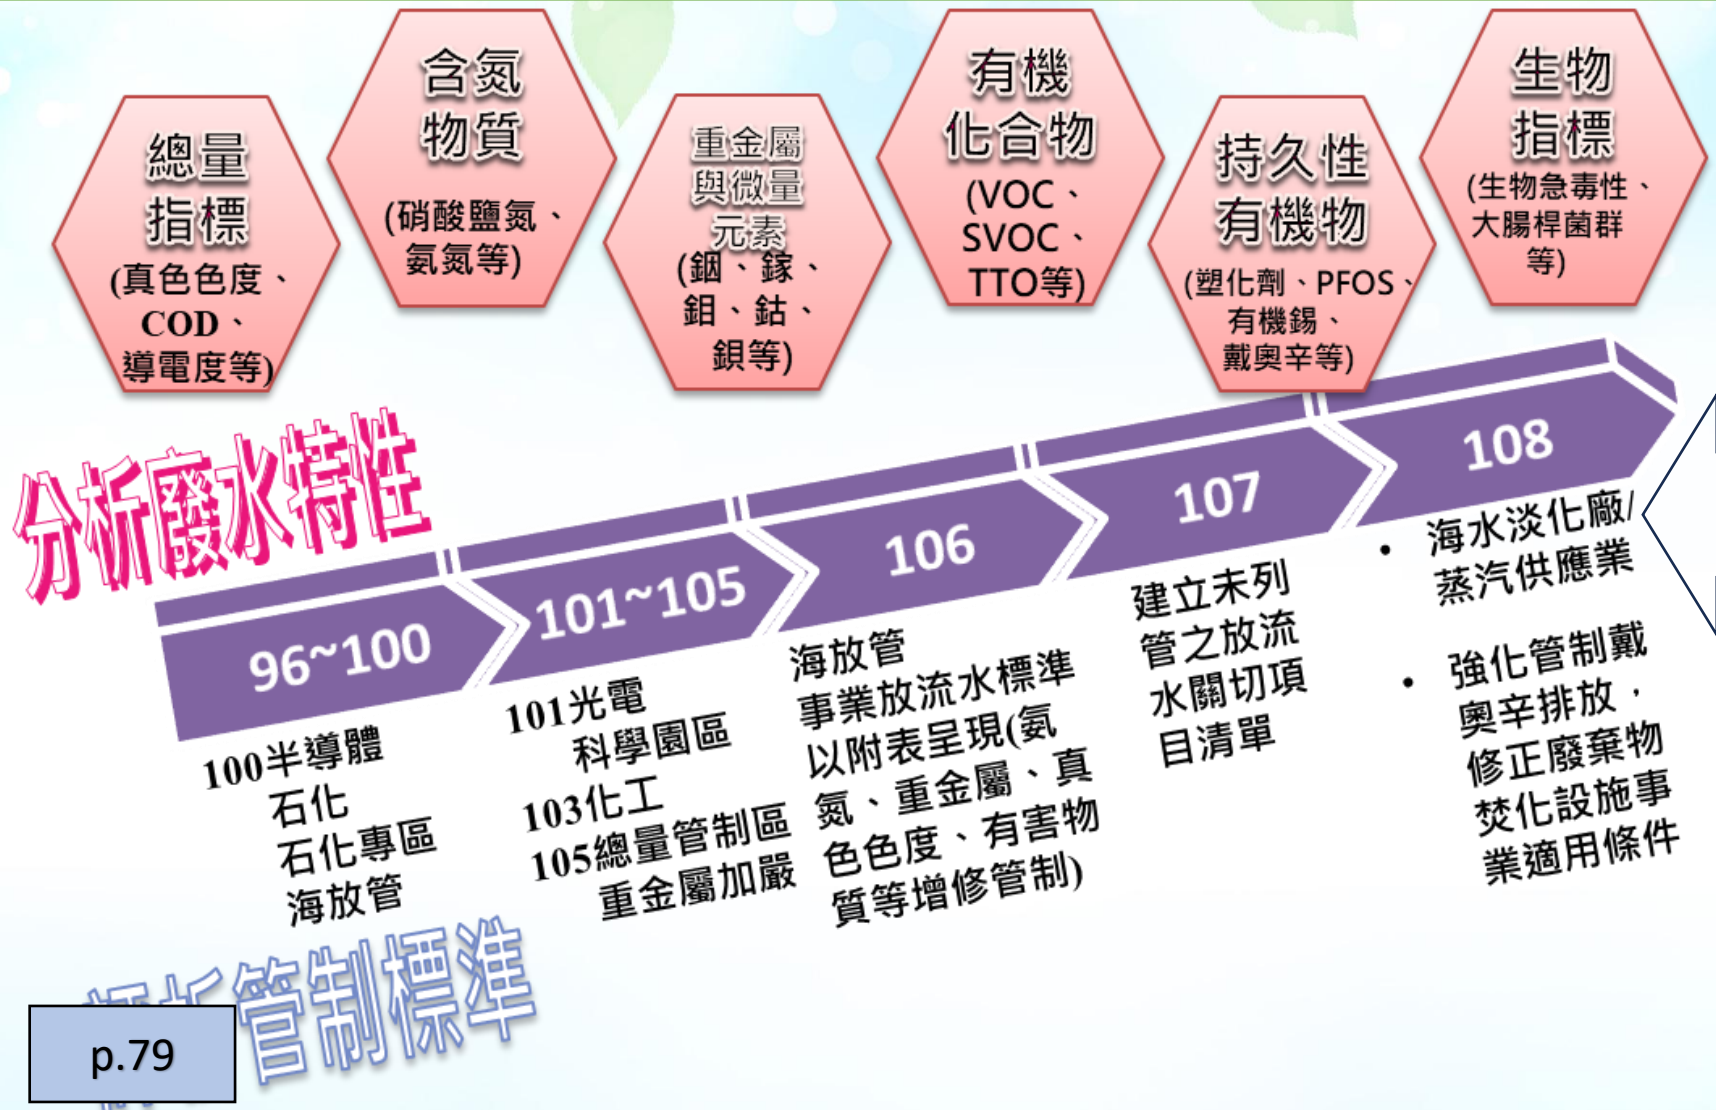 總量
指標
(真色色度、
COD、
導電度等)
含氮
物質
(硝酸鹽氮、
氨氮等)
重金屬
與微量
元素
(銦、鎵、
鉬、鈷、
鋇等)
有機
化合物
(VOC、
SVOC、
TTO等)
持久性
有機物
(塑化劑、PFOS、
有機錫、
戴奧辛等)
生物
指標
(生物急毒性、
大腸桿菌群
等)
分析廢水特性
96~100
101~105
106
107
108
100半導體
石化
石化專區
海放管
101光電
科學園區
103化工
105總量管制區
重金屬加嚴
海放管
事業放流水標準
以附表呈現(氨
氮、重金屬、真
色色度、有害物
質等增修管制)
建立未列
管之放流
水關切項
目清單
• 海水淡化廠/
蒸汽供應業
• 強化管制戴
奧辛排放，
修正廢棄物
焚化設施事
業適用條件
管制標準
p.79